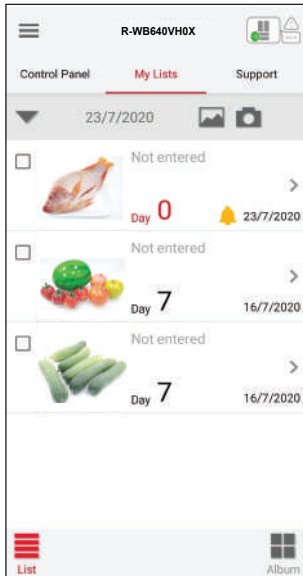 R-WB640VH0X
Control Panel My Lists Support
23/7/2020
Not entered
Day 0 23/7/2020
Not entered
Day 7 16/7/2020
Not entered
Day 7 16/7/2020
List Album